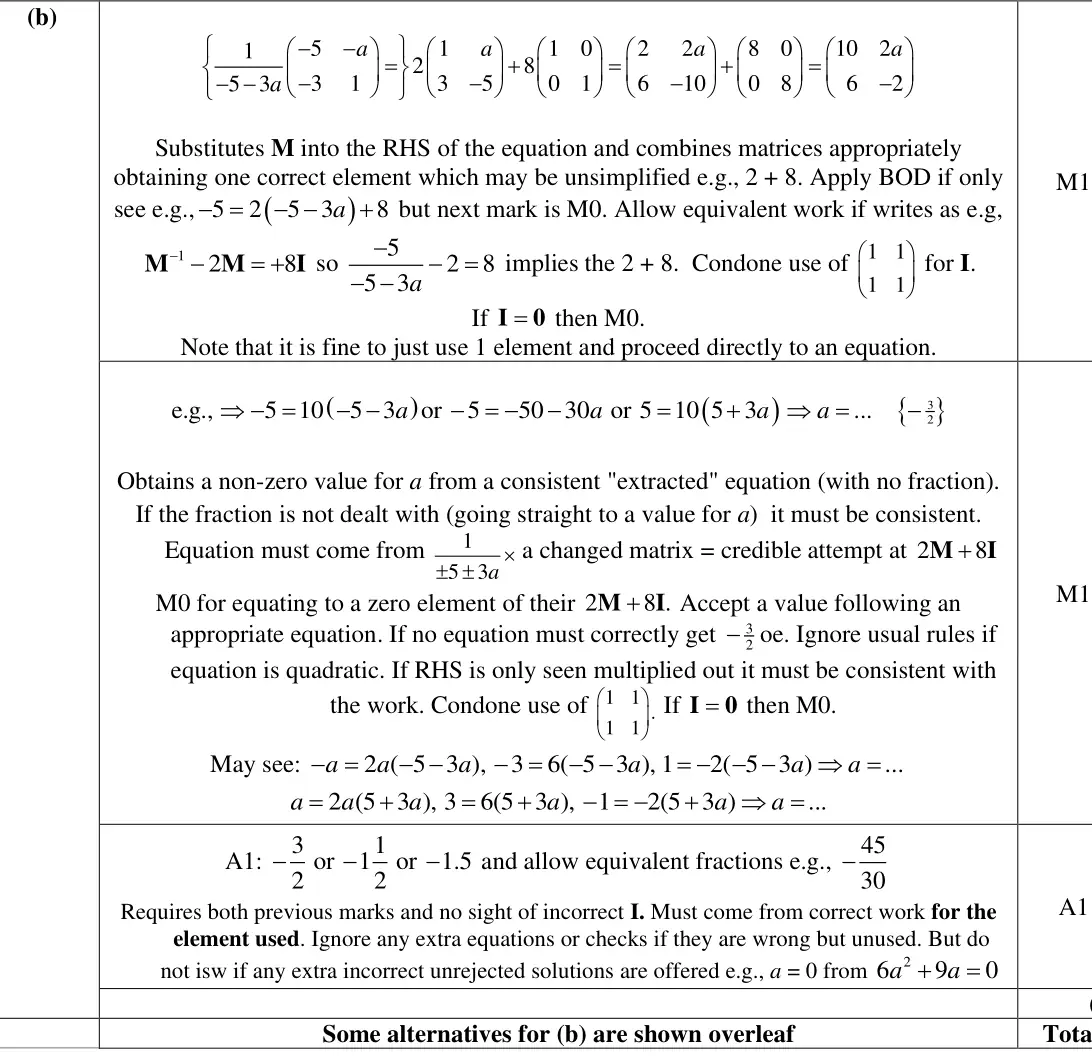 (b)
{ 1/(−5−3a) (−5 −a; −3 1) = } 2(1 a; 3 −5) + 8(1 0; 0 1) = (2 2a; 6 −10) + (8 0; 0 8) = (10 2a; 6 −2)
Substitutes M into the RHS of the equation and combines matrices appropriately
obtaining one correct element which may be unsimplified e.g., 2 + 8. Apply BOD if only
see e.g., −5 = 2(−5−3a)+8 but next mark is M0. Allow equivalent work if writes as e.g,
M⁻¹ − 2M = +8I so −5/(−5−3a) − 2 = 8 implies the 2 + 8. Condone use of (1 1; 1 1) for I.
If I = 0 then M0.
Note that it is fine to just use 1 element and proceed directly to an equation.
M1
e.g., ⇒ −5 = 10(−5−3a) or −5 = −50−30a or 5 = 10(5+3a) ⇒ a = ... {−3/2}
Obtains a non-zero value for a from a consistent "extracted" equation (with no fraction).
If the fraction is not dealt with (going straight to a value for a) it must be consistent.
Equation must come from 1/(±5±3a) × a changed matrix = credible attempt at 2M + 8I
M0 for equating to a zero element of their 2M + 8I. Accept a value following an
appropriate equation. If no equation must correctly get −3/2 oe. Ignore usual rules if
equation is quadratic. If RHS is only seen multiplied out it must be consistent with
the work. Condone use of (1 1; 1 1). If I = 0 then M0.
May see: −a = 2a(−5−3a), −3 = 6(−5−3a), 1 = −2(−5−3a) ⇒ a = ...
a = 2a(5+3a), 3 = 6(5+3a), −1 = −2(5+3a) ⇒ a = ...
M1
A1: −3/2 or −1 1/2 or −1.5 and allow equivalent fractions e.g., −45/30
Requires both previous marks and no sight of incorrect I. Must come from correct work for the
element used. Ignore any extra equations or checks if they are wrong but unused. But do
not isw if any extra incorrect unrejected solutions are offered e.g., a = 0 from 6a² + 9a = 0
A1
(
Some alternatives for (b) are shown overleaf
Tota